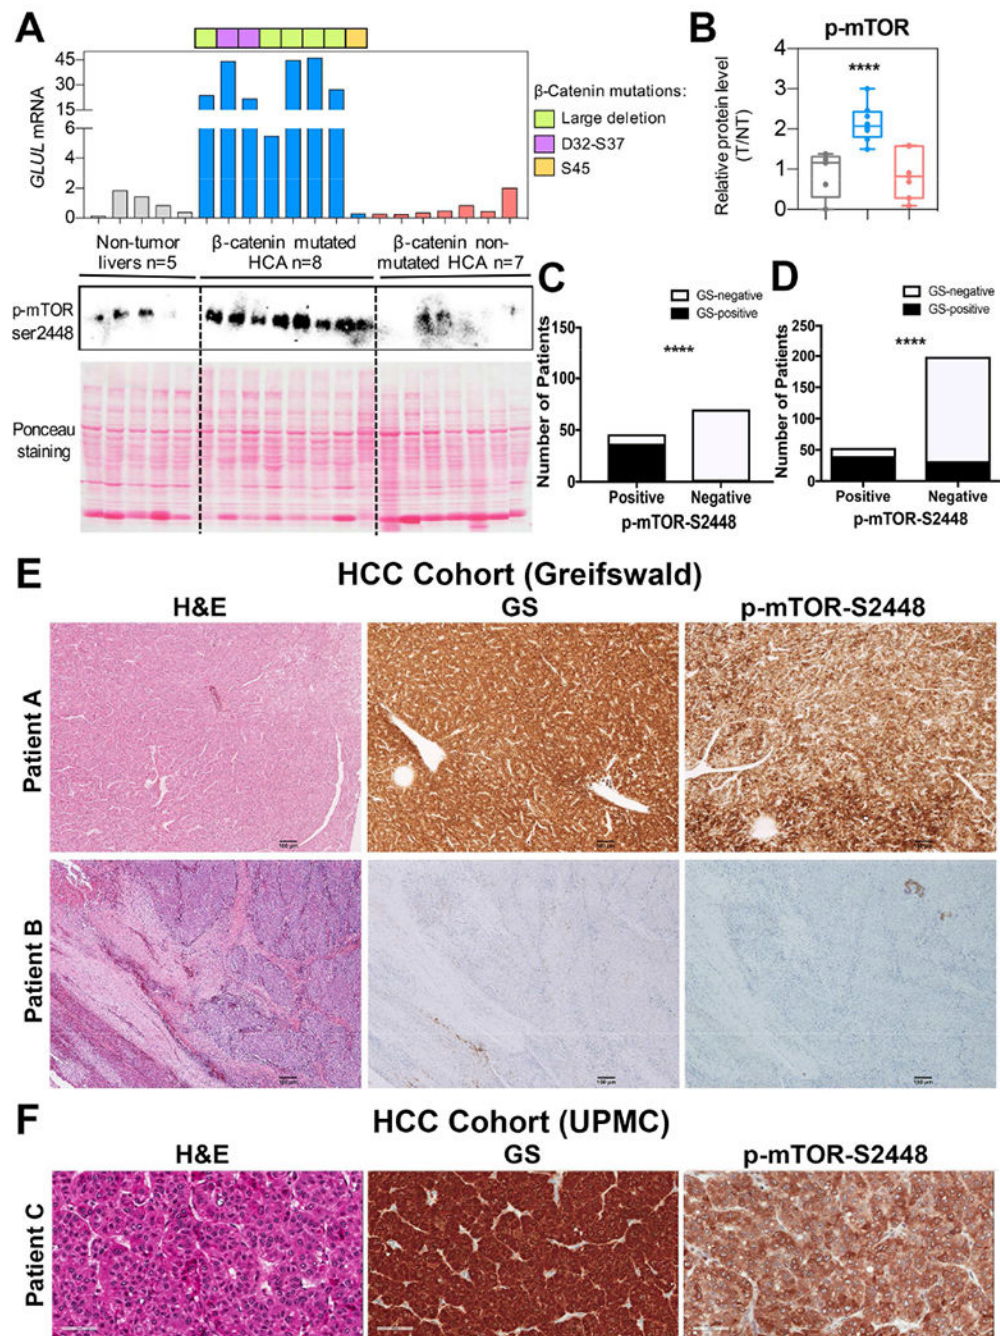 A
45
30
15
6
4
2
0
GLUL mRNA
β-Catenin mutations:
Large deletion
D32-S37
S45
Non-tumor
livers n=5
β-catenin mutated
HCA n=8
β-catenin non-
mutated HCA n=7
p-mTOR
ser2448
Ponceau
staining
B
p-mTOR
Relative protein level
(T/NT)
4
3
2
1
0
****
C
GS-negative
GS-positive
150
100
50
0
****
Number of Patients
Positive
Negative
p-mTOR-S2448
D
GS-negative
GS-positive
250
200
150
100
50
0
****
Number of Patients
Positive
Negative
p-mTOR-S2448
E
HCC Cohort (Greifswald)
H&E
GS
p-mTOR-S2448
Patient A
100 µm
Patient B
100 µm
F
HCC Cohort (UPMC)
H&E
GS
p-mTOR-S2448
Patient C